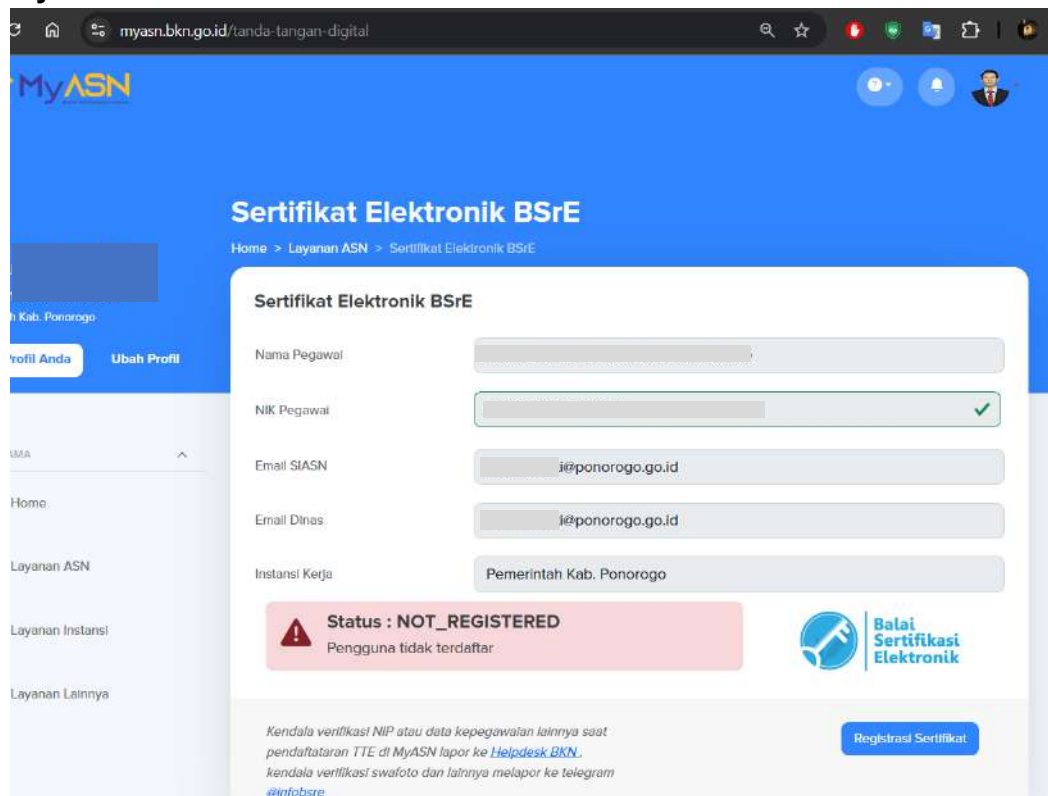 myasn.bkn.go.id/tanda-tangan-digital
MyASN
Sertifikat Elektronik BSrE
Home > Layanan ASN > Sertifikat Elektronik BSrE
Kab. Ponorogo
Profil Anda
Ubah Profil
Home
Layanan ASN
Layanan Instansi
Layanan Lainnya
Sertifikat Elektronik BSrE
Nama Pegawai
NIK Pegawai
Email SIASN
i@ponorogo.go.id
Email Dinas
i@ponorogo.go.id
Instansi Kerja
Pemerintah Kab. Ponorogo
Status : NOT_REGISTERED
Pengguna tidak terdaftar
Balai
Sertifikasi
Elektronik
Kendala verifikasi NIP atau data kepegawaian lainnya saat
pendaftataran TTE di MyASN lapor ke Helpdesk BKN ,
kendala verifikasi swafoto dan lainnya melapor ke telegram
@infobsre
Registrasi Sertifikat